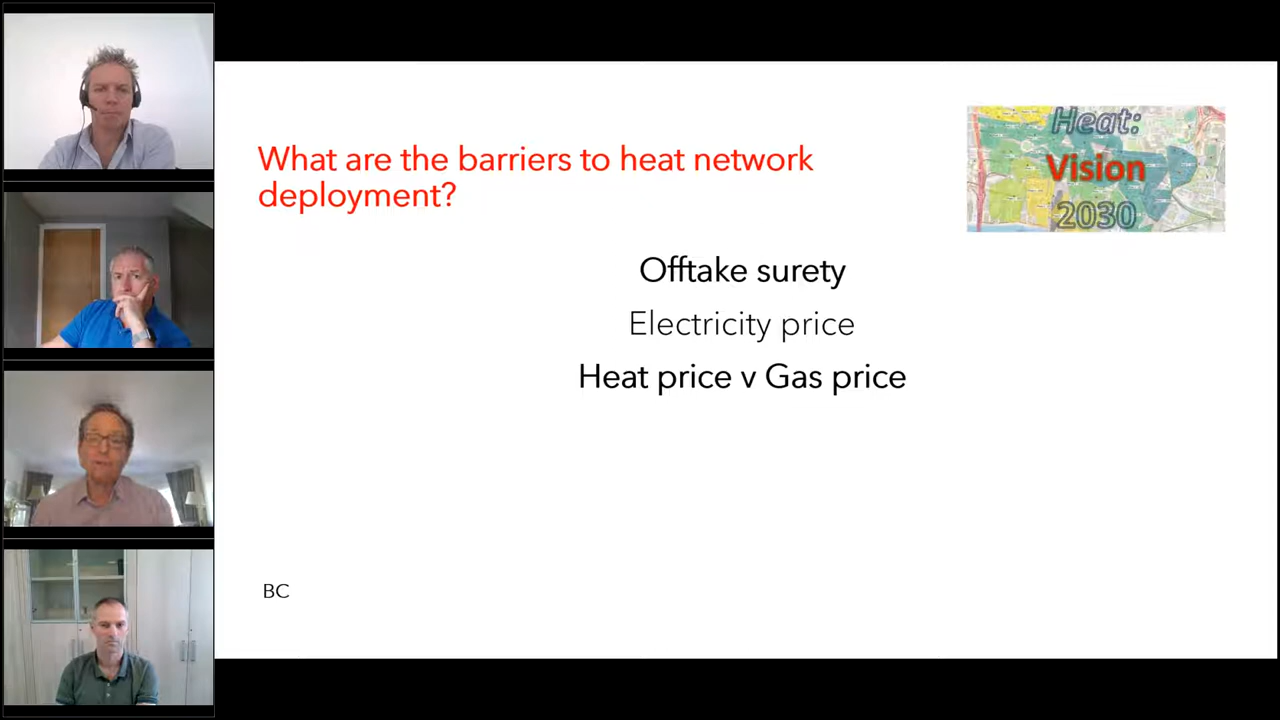 What are the barriers to heat network
deployment?
Heat:
Vision
2030
Offtake surety
Electricity price
Heat price v Gas price
BC